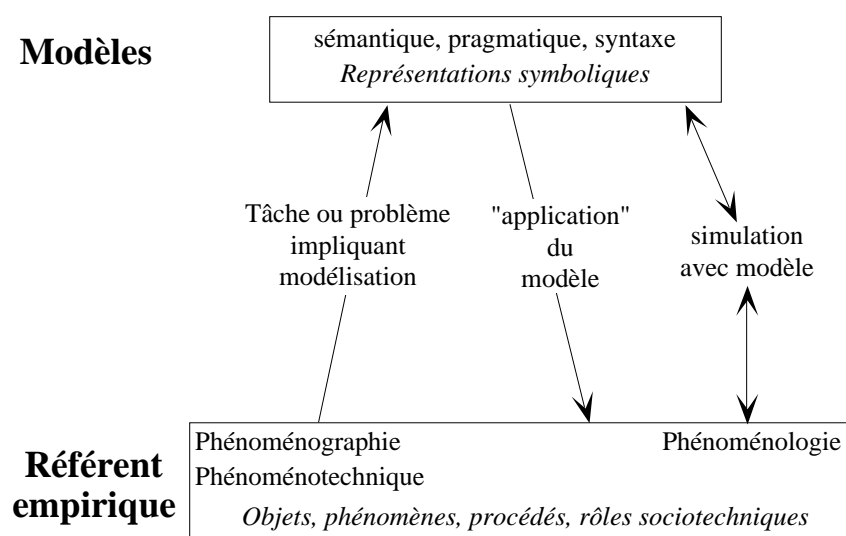 Modèles
sémantique, pragmatique, syntaxe
Représentations symboliques
Tâche ou problème
impliquant
modélisation
"application"
du
modèle
simulation
avec modèle
Référent
empirique
Phénoménographie
Phénoménotechnique
Phénoménologie
Objets, phénomènes, procédés, rôles sociotechniques